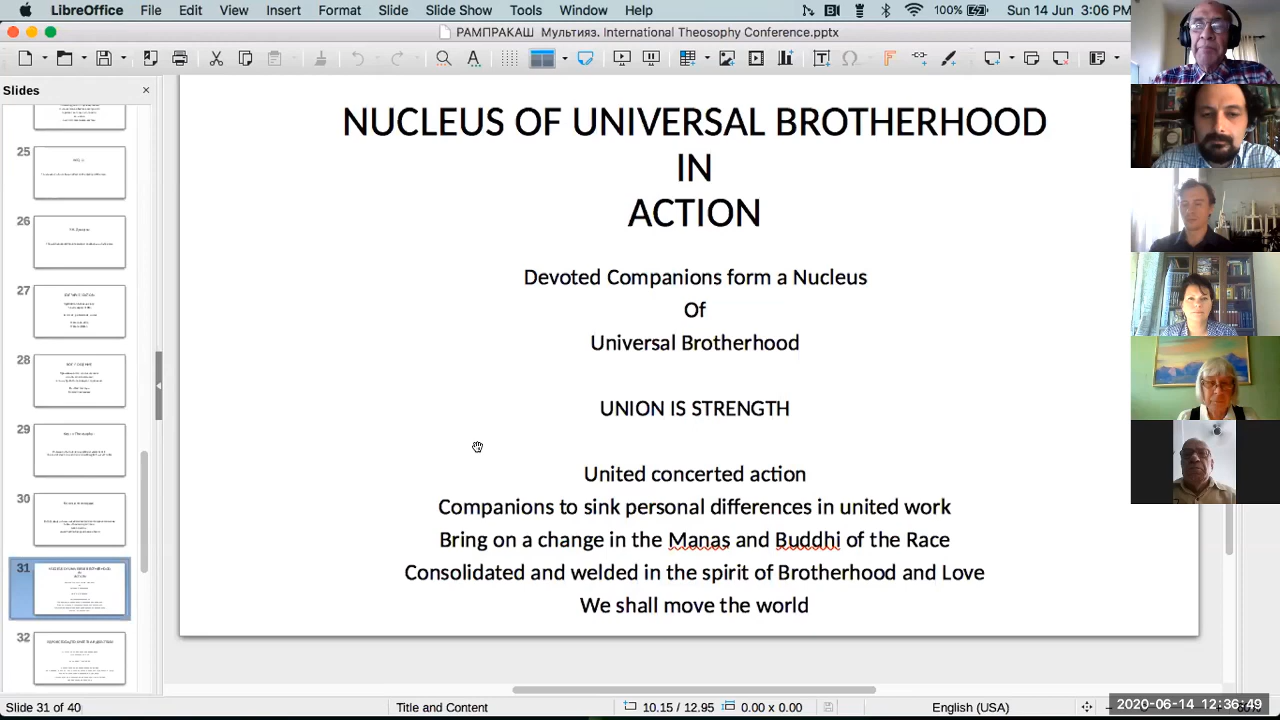 LibreOffice File Edit View Insert Format Slide Slide Show Tools Window Help 100% Sun 14 Jun 3:06 PM
РАМПРАКАШ Мультияз. International Theosophy Conference.pptx
Slides
25
26
27
28
29
30
31
32
NUCLEUS OF UNIVERSAL BROTHERHOOD
IN
ACTION
Devoted Companions form a Nucleus
Of
Universal Brotherhood
UNION IS STRENGTH
United concerted action
Companions to sink personal differences in united work
Bring on a change in the Manas and Buddhi of the Race
Consolidated and welded in the spirit of Brotherhood and Love
We shall move the world
Slide 31 of 40 Title and Content 10.15 / 12.95 0.00 x 0.00 English (USA)
2020-06-14 12:36:49